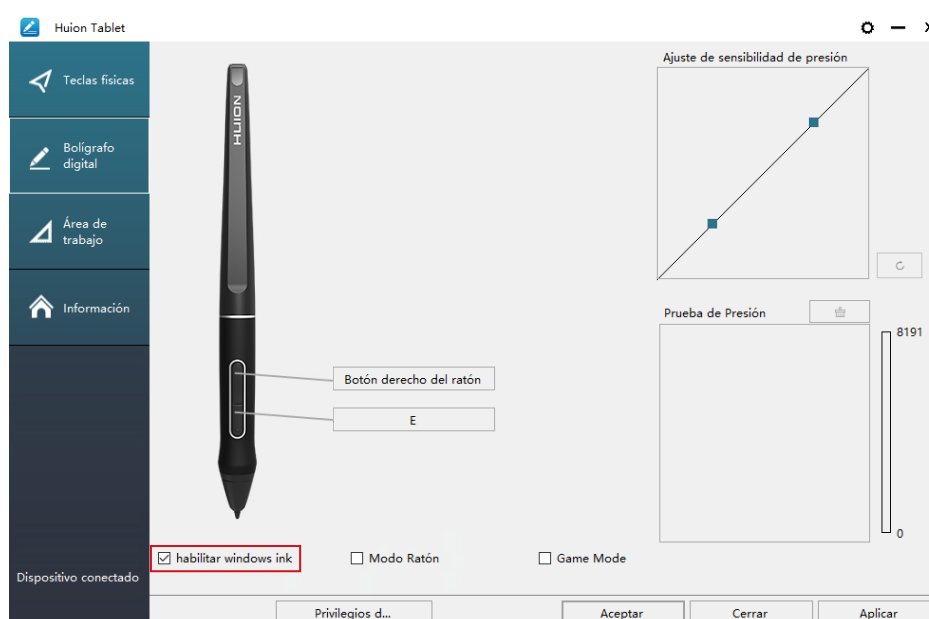 Huion Tablet
Teclas físicas
Bolígrafo
digital
Área de
trabajo
Información
Dispositivo conectado
HUION
Botón derecho del ratón
E
Ajuste de sensibilidad de presión
Prueba de Presión
8191
0
habilitar windows ink
Modo Ratón
Game Mode
Privilegios d...
Aceptar
Cerrar
Aplicar